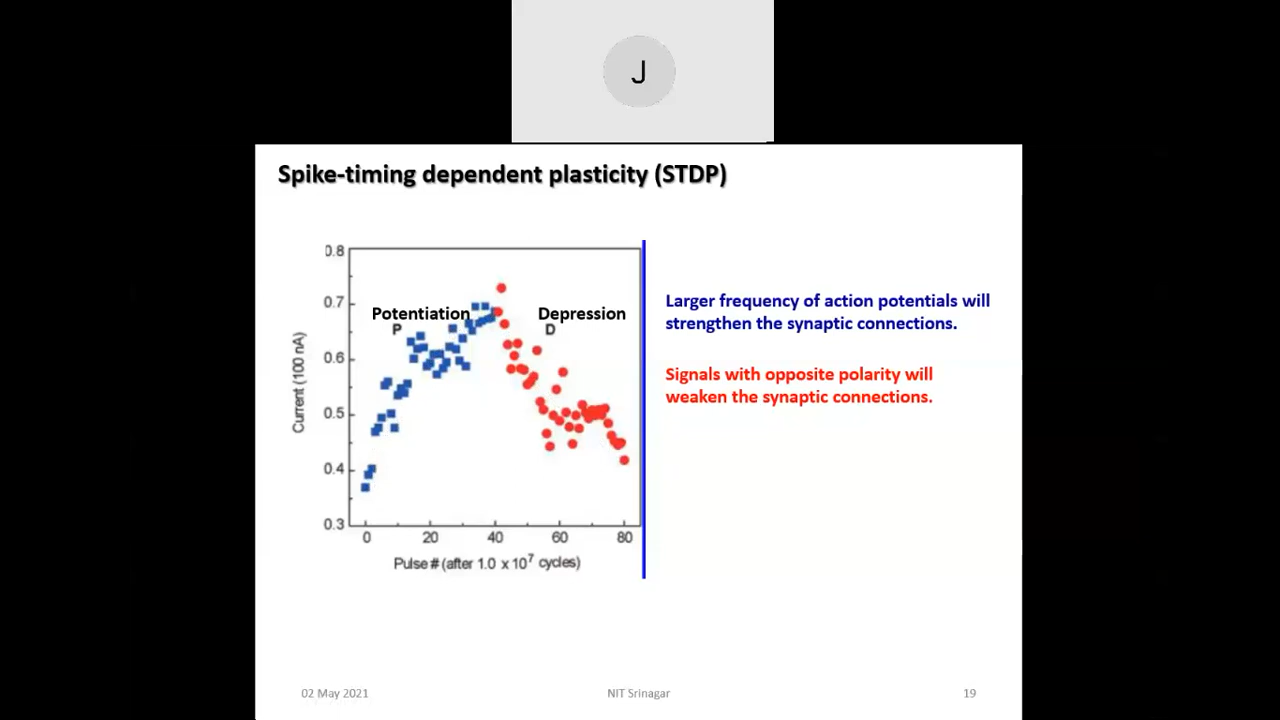 J
Spike-timing dependent plasticity (STDP)
0.8
0.7
0.6
0.5
0.4
0.3
Current (100 nA)
Potentiation
P
Depression
D
0 20 40 60 80
Pulse # (after 1.0 x 10⁷ cycles)
Larger frequency of action potentials will
strengthen the synaptic connections.
Signals with opposite polarity will
weaken the synaptic connections.
02 May 2021 NIT Srinagar 19